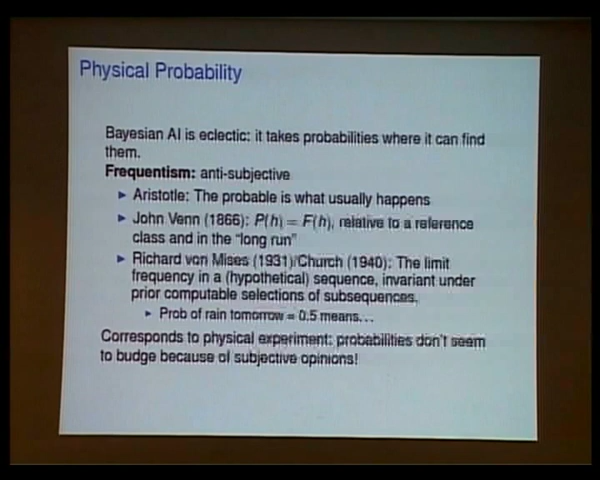 Physical Probability
Bayesian AI is eclectic: it takes probabilities where it can find
them.
Frequentism: anti-subjective
► Aristotle: The probable is what usually happens
► John Venn (1866): P(h) = F(h), relative to a reference
class and in the "long run"
► Richard von Mises (1931)/Church (1940): The limit
frequency in a (hypothetical) sequence, invariant under
prior computable selections of subsequences.
► Prob of rain tomorrow = 0.5 means...
Corresponds to physical experiment: probabilities don't seem
to budge because of subjective opinions!